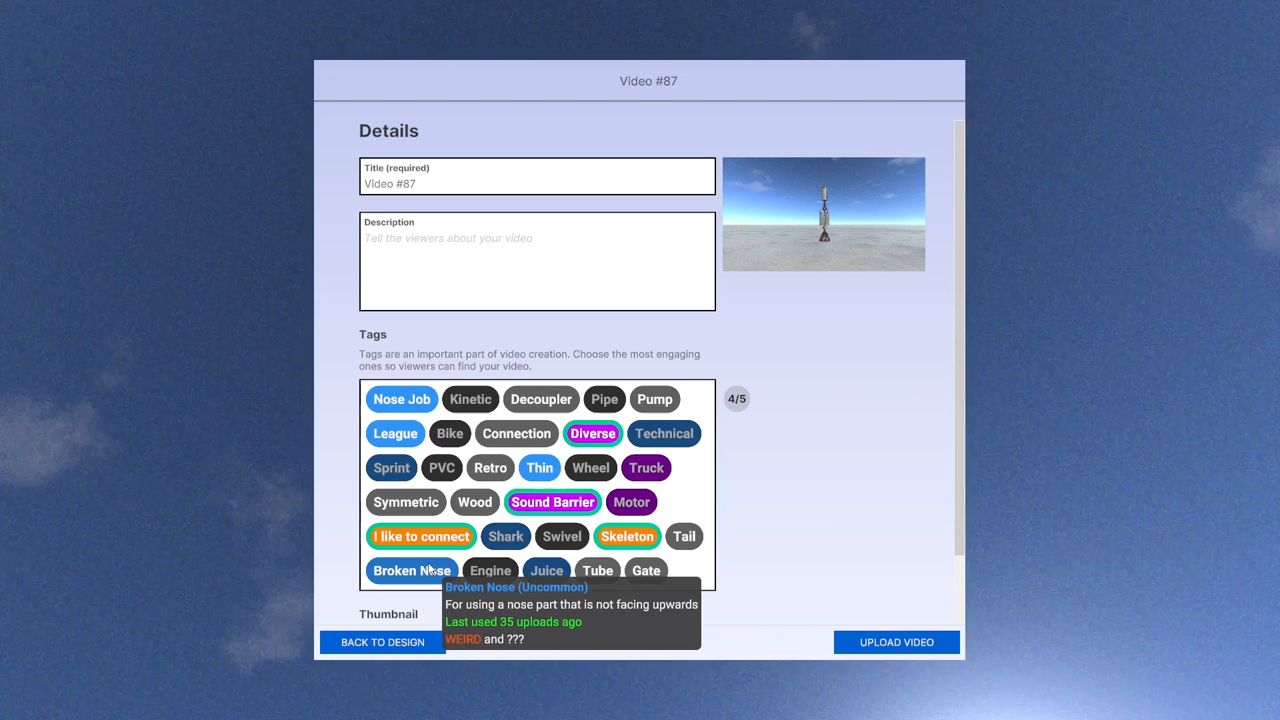 Video #87
Details
Title (required)
Video #87
Description
Tell the viewers about your video
Tags
Tags are an important part of video creation. Choose the most engaging
ones so viewers can find your video.
Nose Job Kinetic Decoupler Pipe Pump
4/5
League Bike Connection Diverse Technical
Sprint PVC Retro Thin Wheel Truck
Symmetric Wood Sound Barrier Motor
I like to connect Shark Swivel Skeleton Tail
Broken Nose Engine Juice Tube Gate
Broken Nose (Uncommon)
For using a nose part that is not facing upwards
Last used 35 uploads ago
WEIRD and ???
Thumbnail
BACK TO DESIGN UPLOAD VIDEO